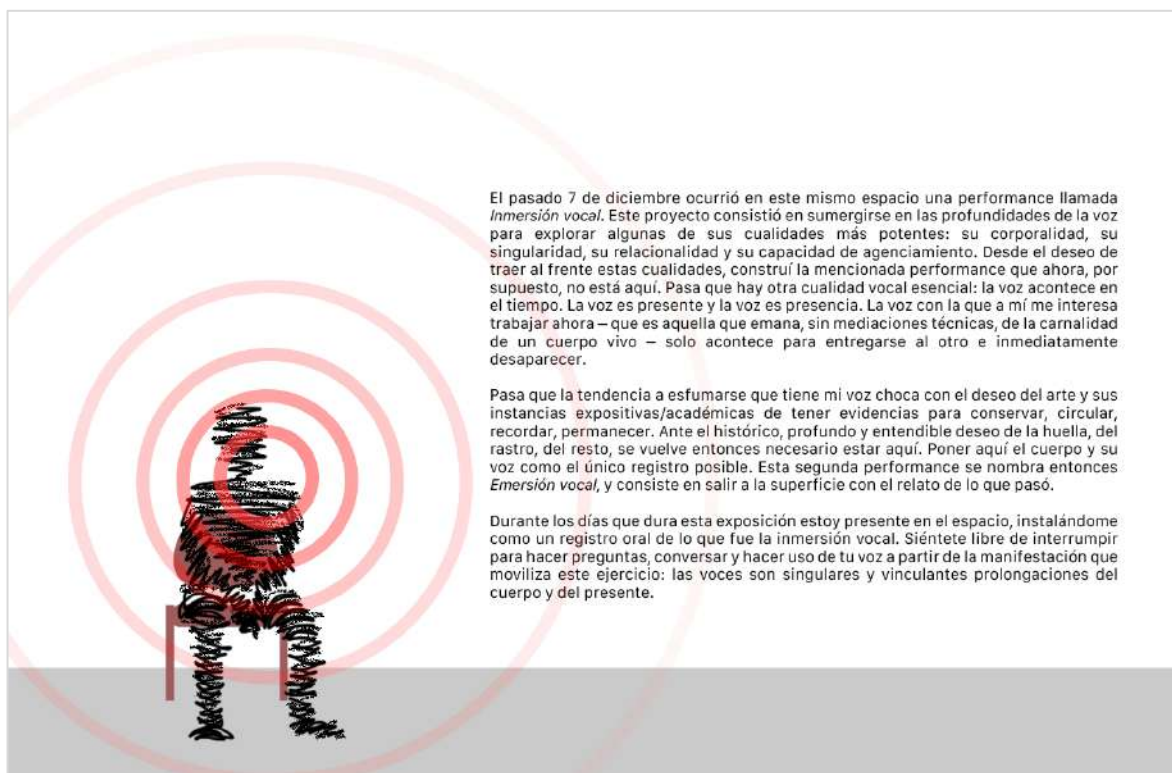 El pasado 7 de diciembre ocurrió en este mismo espacio una performance llamada
Inmersión vocal. Este proyecto consistió en sumergirse en las profundidades de la voz
para explorar algunas de sus cualidades más potentes: su corporalidad, su
singularidad, su relacionalidad y su capacidad de agenciamiento. Desde el deseo de
traer al frente estas cualidades, construí la mencionada performance que ahora, por
supuesto, no está aquí. Pasa que hay otra cualidad vocal esencial: la voz acontece en
el tiempo. La voz es presente y la voz es presencia. La voz con la que a mí me interesa
trabajar ahora – que es aquella que emana, sin mediaciones técnicas, de la carnalidad
de un cuerpo vivo – solo acontece para entregarse al otro e inmediatamente
desaparecer.
Pasa que la tendencia a esfumarse que tiene mi voz choca con el deseo del arte y sus
instancias expositivas/académicas de tener evidencias para conservar, circular,
recordar, permanecer. Ante el histórico, profundo y entendible deseo de la huella, del
rastro, del resto, se vuelve entonces necesario estar aquí. Poner aquí el cuerpo y su
voz como el único registro posible. Esta segunda performance se nombra entonces
Emersión vocal, y consiste en salir a la superficie con el relato de lo que pasó.
Durante los días que dura esta exposición estoy presente en el espacio, instalándome
como un registro oral de lo que fue la inmersión vocal. Siéntete libre de interrumpir
para hacer preguntas, conversar y hacer uso de tu voz a partir de la manifestación que
moviliza este ejercicio: las voces son singulares y vinculantes prolongaciones del
cuerpo y del presente.